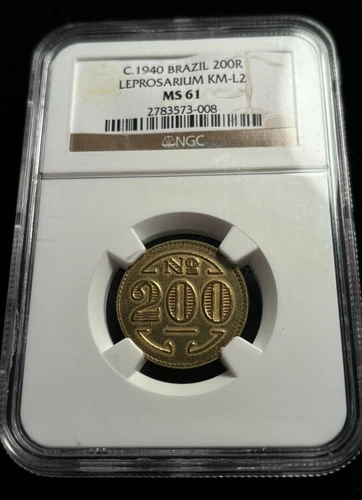 C.1940 BRAZIL 200R
LEPROSARIUM KM-L2
MS 61
2783573-008
NGC
Nº
200